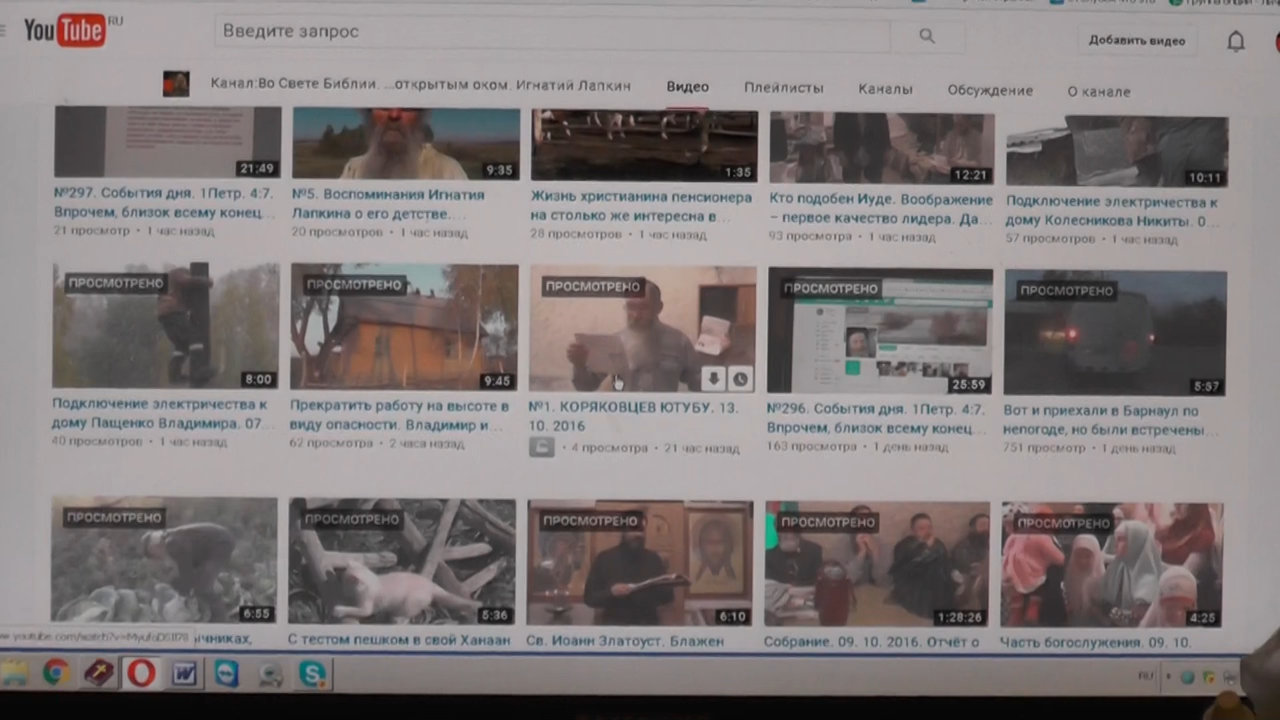 YouTube RU
Введите запрос
Добавить видео
Канал:Во Свете Библии. ...открытым оком. Игнатий Лапкин
Видео
Плейлисты
Каналы
Обсуждение
О канале
21:49
9:35
1:35
12:21
10:11
№297. События дня. 1Петр. 4:7.
Впрочем, близок всему конец...
21 просмотр • 1 час назад
№5. Воспоминания Игнатия
Лапкина о его детстве....
20 просмотров • 1 час назад
Жизнь христианина пенсионера
на столько же интересна в...
28 просмотров • 1 час назад
Кто подобен Иуде. Воображение
– первое качество лидера. Да...
93 просмотра • 1 час назад
Подключение электричества к
дому Колесникова Никиты. 0...
57 просмотров • 1 час назад
ПРОСМОТРЕНО
8:00
ПРОСМОТРЕНО
9:45
ПРОСМОТРЕНО
ПРОСМОТРЕНО
25:59
ПРОСМОТРЕНО
5:57
Подключение электричества к
дому Пащенко Владимира. 07...
40 просмотров • 1 час назад
Прекратить работу на высоте в
виду опасности. Владимир и...
62 просмотра • 2 часа назад
№1. КОРЯКОВЦЕВ ЮТУБУ. 13.
10. 2016
• 4 просмотра • 21 час назад
№296. События дня. 1Петр. 4:7.
Впрочем, близок всему конец...
163 просмотра • 1 день назад
Вот и приехали в Барнаул по
непогоде, но были встречены...
751 просмотр • 1 день назад
ПРОСМОТРЕНО
6:55
ПРОСМОТРЕНО
5:36
ПРОСМОТРЕНО
6:10
ПРОСМОТРЕНО
1:28:26
ПРОСМОТРЕНО
4:25
ичниках,
С тестом пешком в свой Ханаан
Св. Иоанн Златоуст. Блажен
Собрание. 09. 10. 2016. Отчёт о
Часть богослужения. 09. 10.
RU